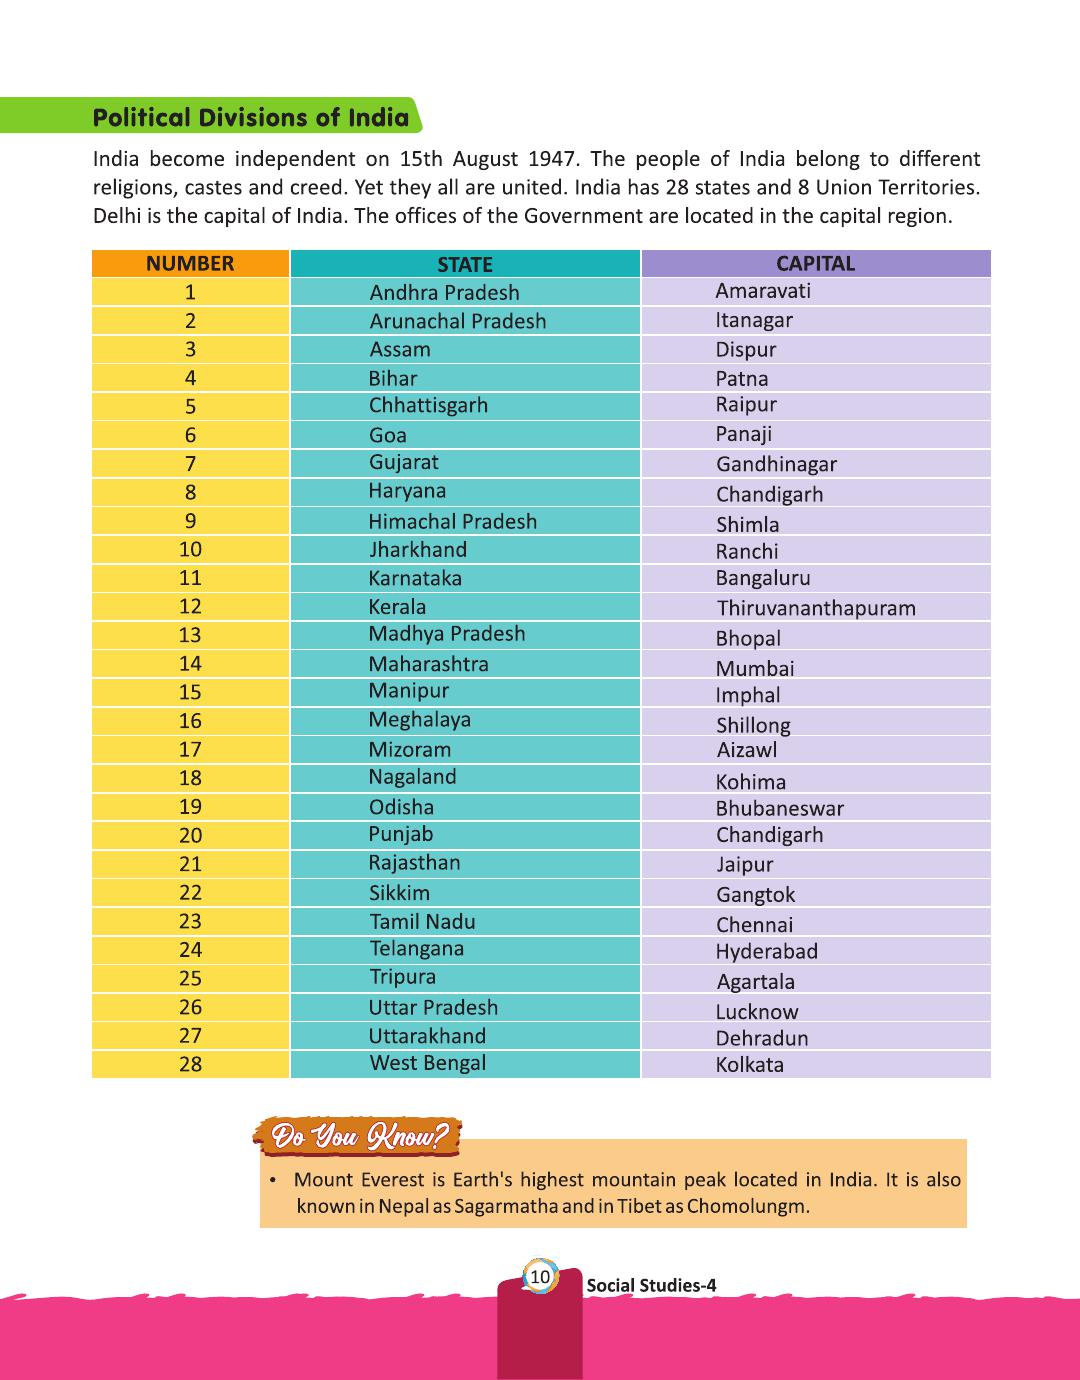 Political Divisions of India
India become independent on 15th August 1947. The people of India belong to different
religions, castes and creed. Yet they all are united. India has 28 states and 8 Union Territories.
Delhi is the capital of India. The offices of the Government are located in the capital region.
NUMBER STATE CAPITAL
1 Andhra Pradesh Amaravati
2 Arunachal Pradesh Itanagar
3 Assam Dispur
4 Bihar Patna
5 Chhattisgarh Raipur
6 Goa Panaji
7 Gujarat Gandhinagar
8 Haryana Chandigarh
9 Himachal Pradesh Shimla
10 Jharkhand Ranchi
11 Karnataka Bangaluru
12 Kerala Thiruvananthapuram
13 Madhya Pradesh Bhopal
14 Maharashtra Mumbai
15 Manipur Imphal
16 Meghalaya Shillong
17 Mizoram Aizawl
18 Nagaland Kohima
19 Odisha Bhubaneswar
20 Punjab Chandigarh
21 Rajasthan Jaipur
22 Sikkim Gangtok
23 Tamil Nadu Chennai
24 Telangana Hyderabad
25 Tripura Agartala
26 Uttar Pradesh Lucknow
27 Uttarakhand Dehradun
28 West Bengal Kolkata
Do You Know?
• Mount Everest is Earth's highest mountain peak located in India. It is also
known in Nepal as Sagarmatha and in Tibet as Chomolungm.
10
Social Studies-4